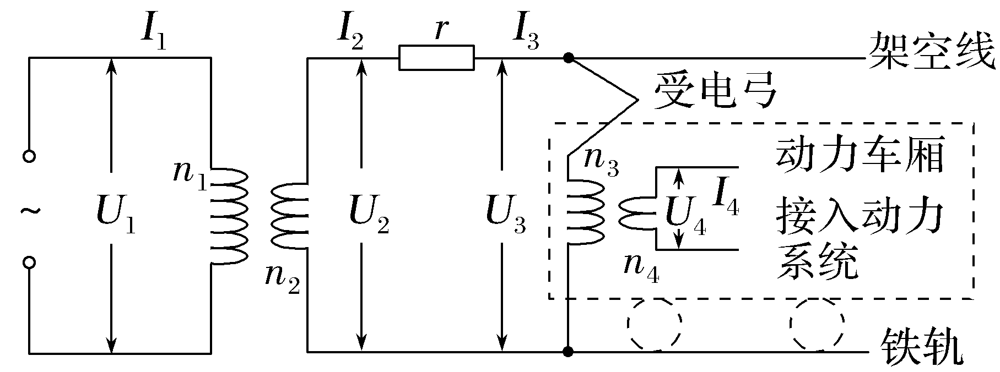 I₁
I₂
r
I₃
架空线
受电弓
n₁
n₂
n₃
n₄
~
U₁
U₂
U₃
U₄
I₄
动力车厢
接入动力
系统
铁轨